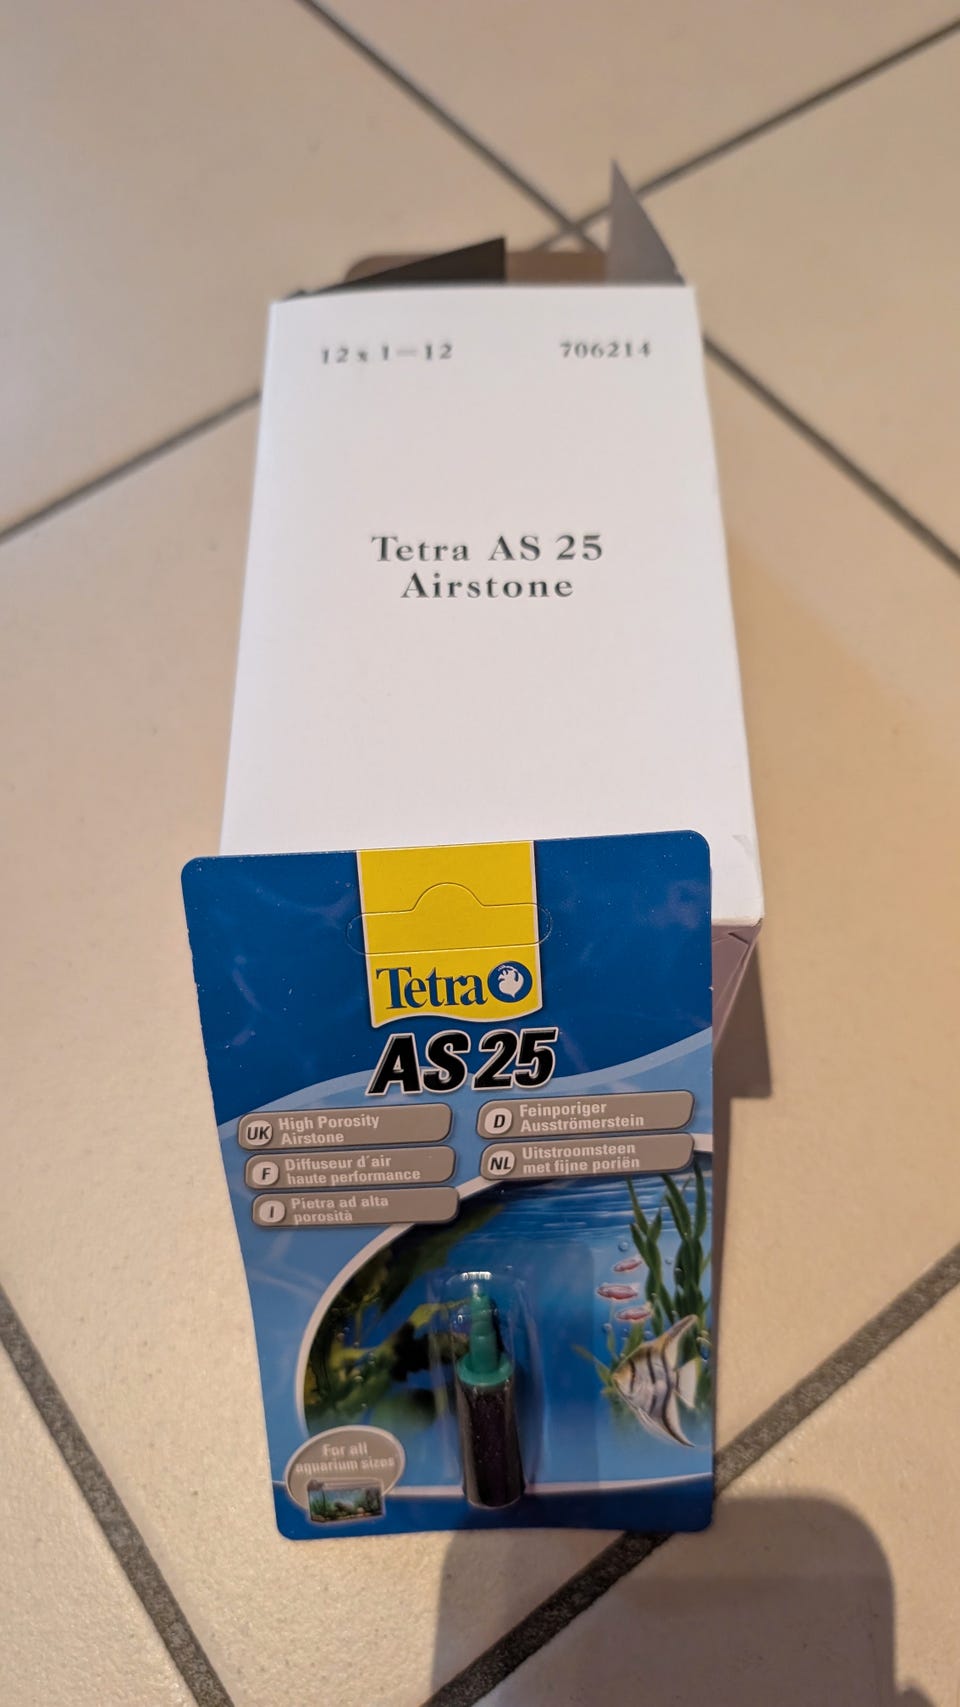 12 x 1=12 706214
Tetra AS 25
Airstone
Tetra
AS 25
UK High Porosity
Airstone
F Diffuseur d'air
haute performance
I Pietra ad alta
porosità
D Feinporiger
Ausströmerstein
NL Uitstroomsteen
met fijne poriën
For all
aquarium sizes